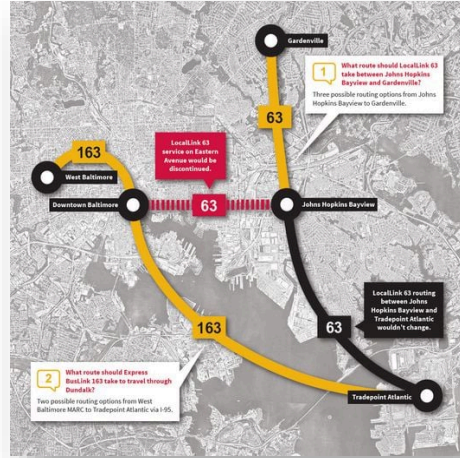 Gardenville
1
What route should LocalLink 63
take between Johns Hopkins
Bayview and Gardenville?
Three possible routing options from Johns
Hopkins Bayview to Gardenville.
63
163
LocalLink 63
service on Eastern
Avenue would be
discontinued.
West Baltimore
Downtown Baltimore
63
Johns Hopkins Bayview
LocalLink 63 routing
between Johns
Hopkins Bayview and
Tradepoint Atlantic
wouldn't change.
163
63
2
What route should Express
BusLink 163 take to travel through
Dundalk?
Two possible routing options from West
Baltimore MARC to Tradepoint Atlantic via I-95.
Tradepoint Atlantic